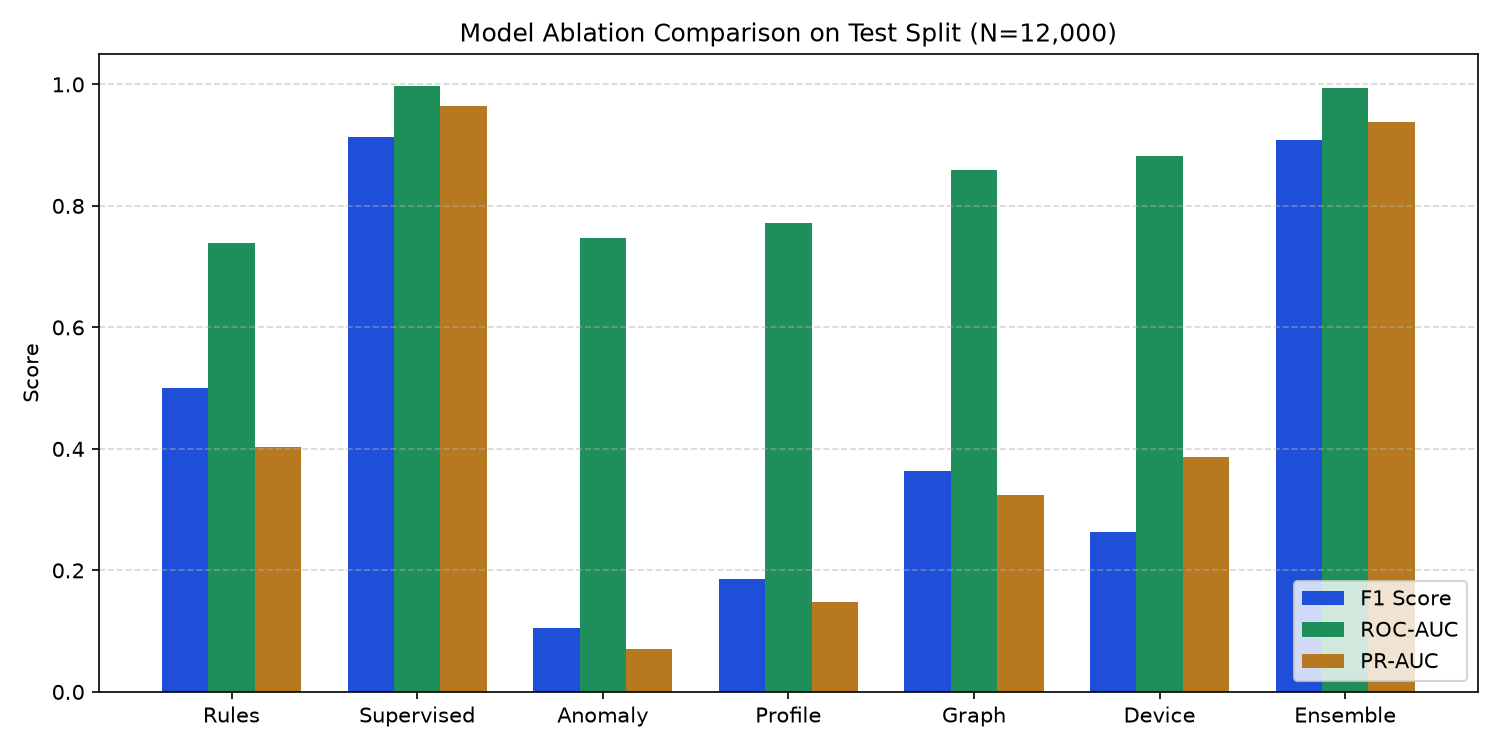 Model Ablation Comparison on Test Split (N=12,000)
Score
1.0
0.8
0.6
0.4
0.2
0.0
F1 Score
ROC-AUC
PR-AUC
Rules
Supervised
Anomaly
Profile
Graph
Device
Ensemble